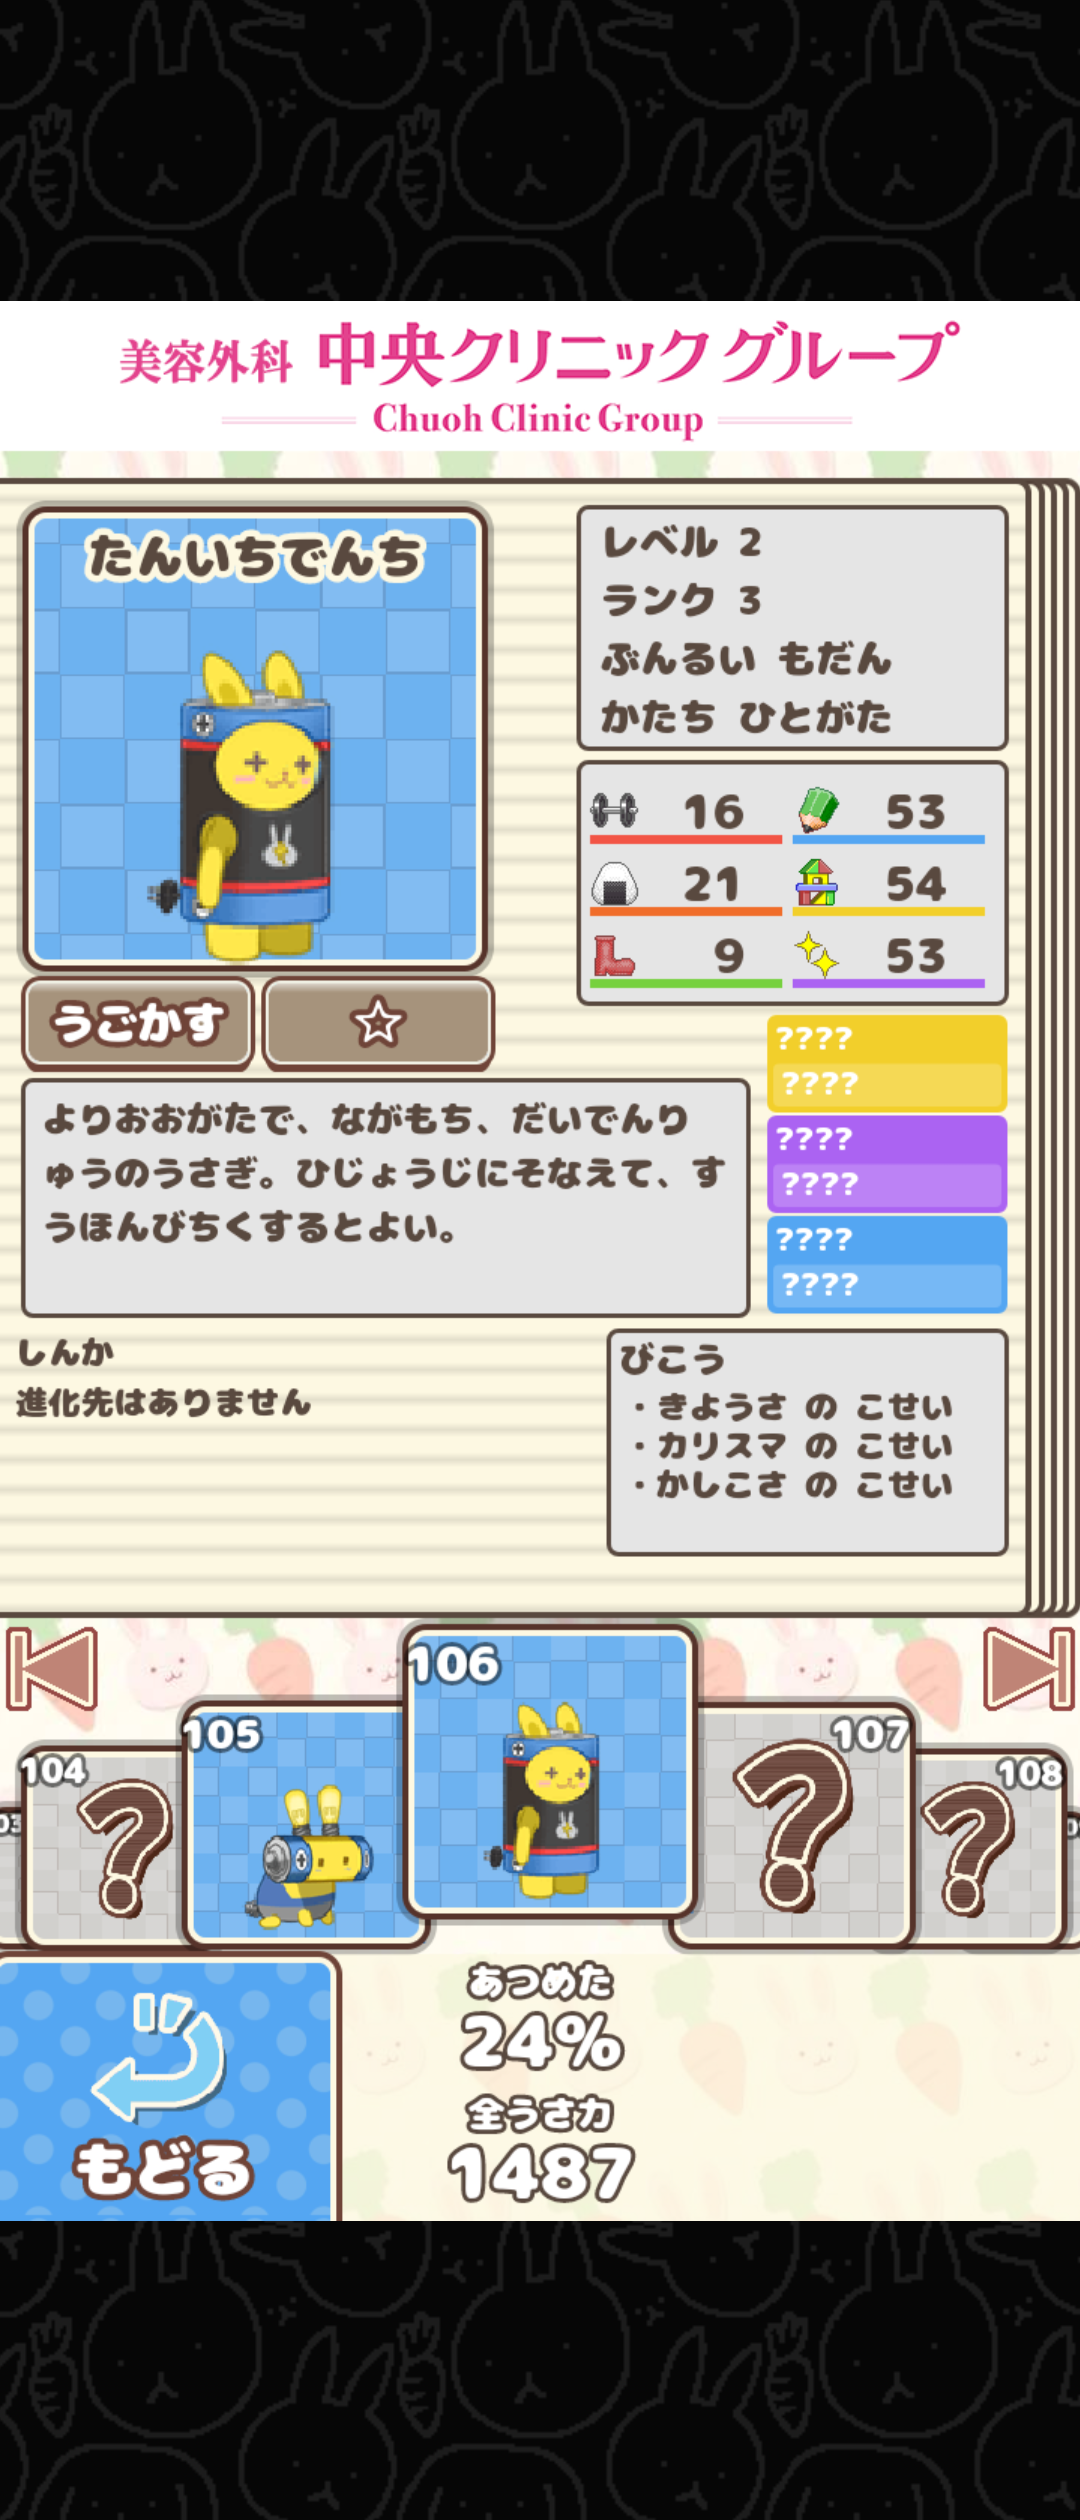 美容外科 中央クリニックグループ
Chuoh Clinic Group
たんいちでんち
レベル 2
ランク 3
ぶんるい もだん
かたち ひとがた
16 53
21 54
9 53
うごかす ☆
????
????
????
????
????
????
よりおおがたで、ながもち、だいでんり
ゅうのうさぎ。ひじょうじにそなえて、す
うほんびちくするとよい。
しんか
進化先はありません
びこう
・きようさ の こせい
・カリスマ の こせい
・かしこさ の こせい
104 105 106 107 108
もどる
あつめた
24%
全うさ力
1487